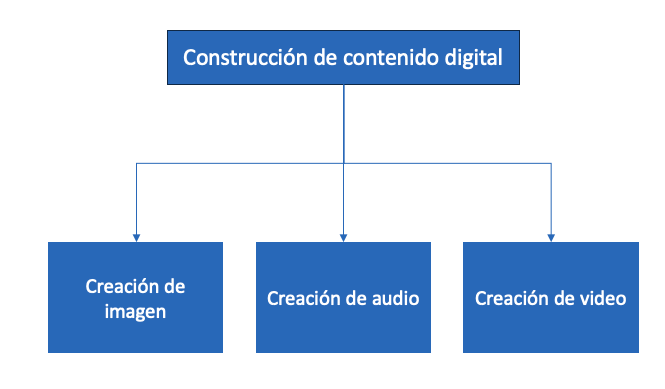 Construcción de contenido digital
Creación de
imagen
Creación de audio
Creación de video